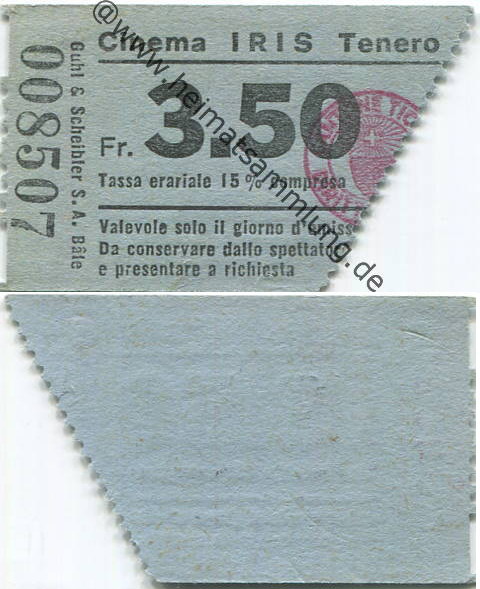 Cinema IRIS Tenero
Fr. 3.50
Tassa erariale 15% compresa
Valevole solo il giorno d'emiss
Da conservare dallo spettato
e presentare a richiesta
Guhl & Scheibler S. A. Bâle
008507
@www.heimatsammlung.de